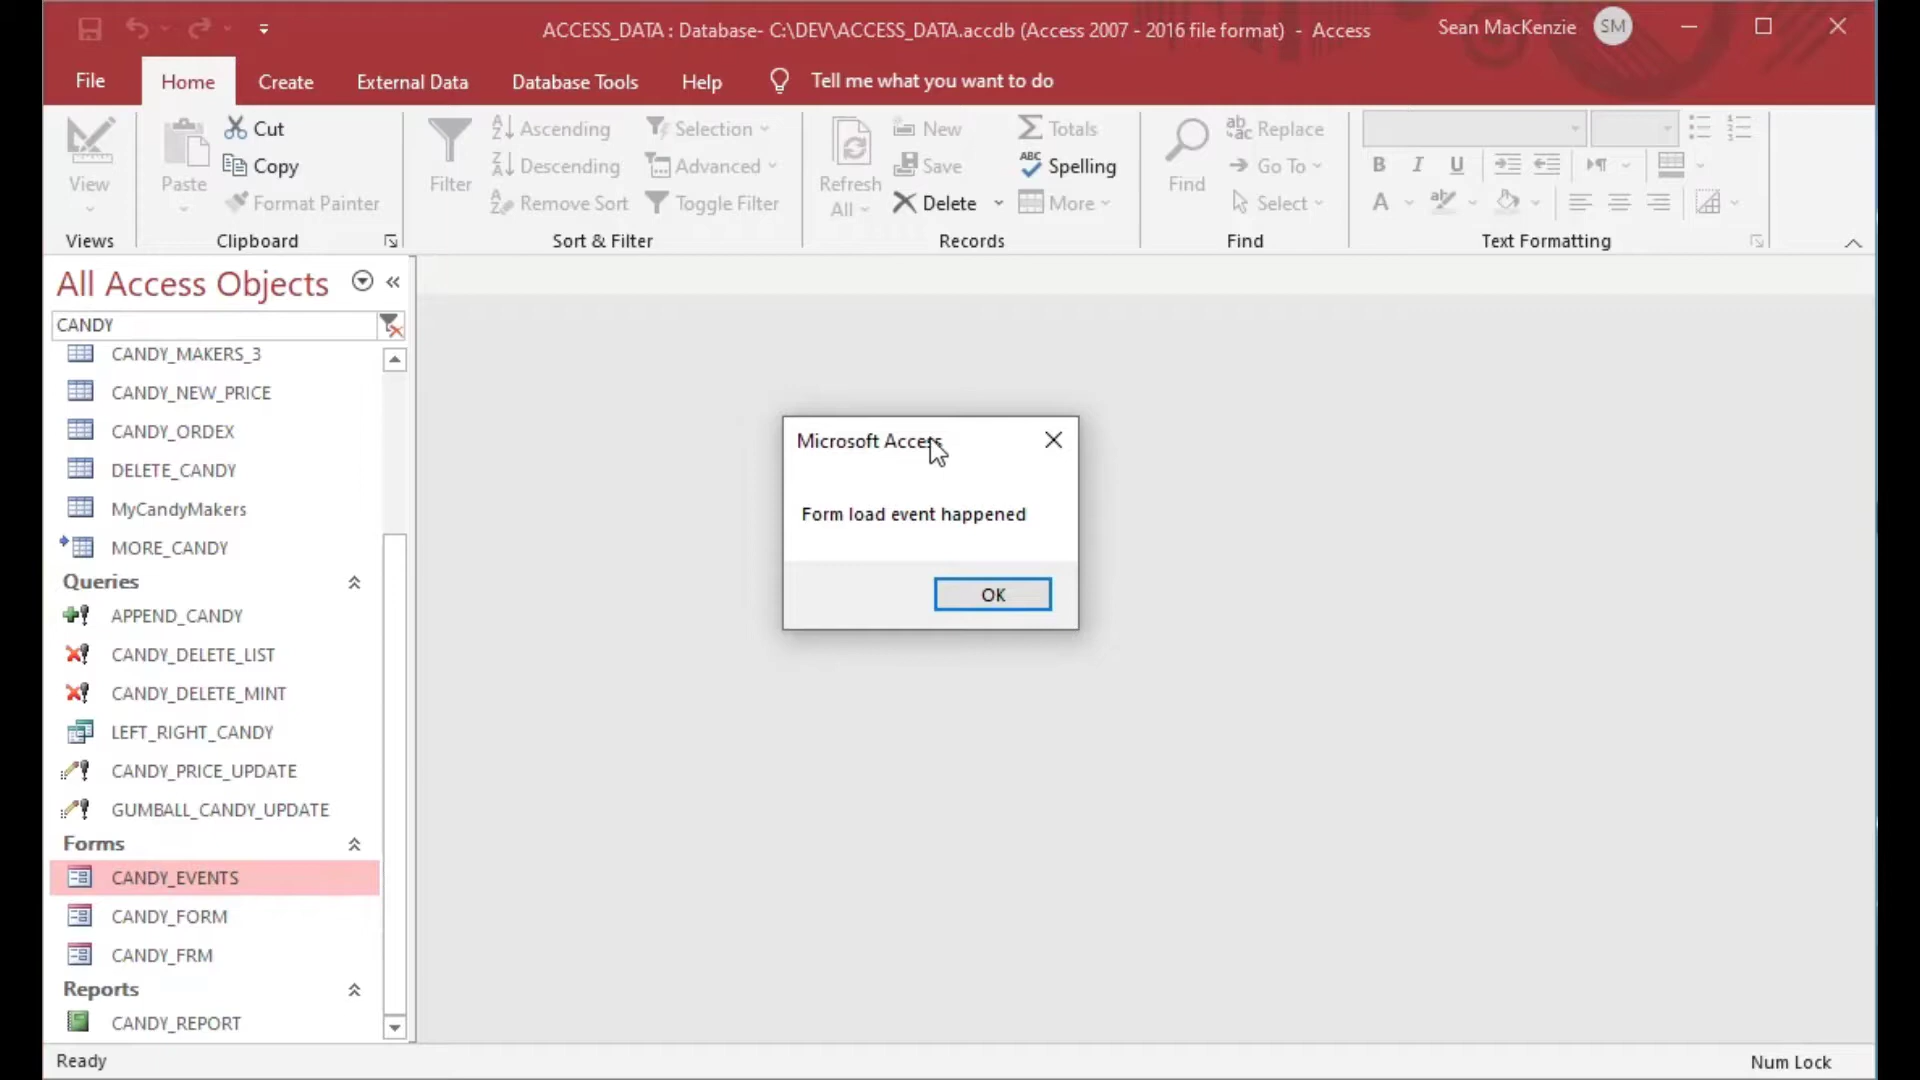 ACCESS_DATA : Database- C:\DEV\ACCESS_DATA.accdb (Access 2007 - 2016 file format) - Access
Sean MacKenzie SM
File Home Create External Data Database Tools Help Tell me what you want to do
View
Views
Paste
Cut
Copy
Format Painter
Clipboard
Filter
Ascending
Descending
Remove Sort
Selection
Advanced
Toggle Filter
Sort & Filter
Refresh
All
New
Save
Delete
Totals
Spelling
More
Records
Find
Replace
Go To
Select
Find
B I U
A
Text Formatting
All Access Objects
CANDY
CANDY_MAKERS_3
CANDY_NEW_PRICE
CANDY_ORDEX
DELETE_CANDY
MyCandyMakers
MORE_CANDY
Queries
APPEND_CANDY
CANDY_DELETE_LIST
CANDY_DELETE_MINT
LEFT_RIGHT_CANDY
CANDY_PRICE_UPDATE
GUMBALL_CANDY_UPDATE
Forms
CANDY_EVENTS
CANDY_FORM
CANDY_FRM
Reports
CANDY_REPORT
Microsoft Access
Form load event happened
OK
Ready
Num Lock